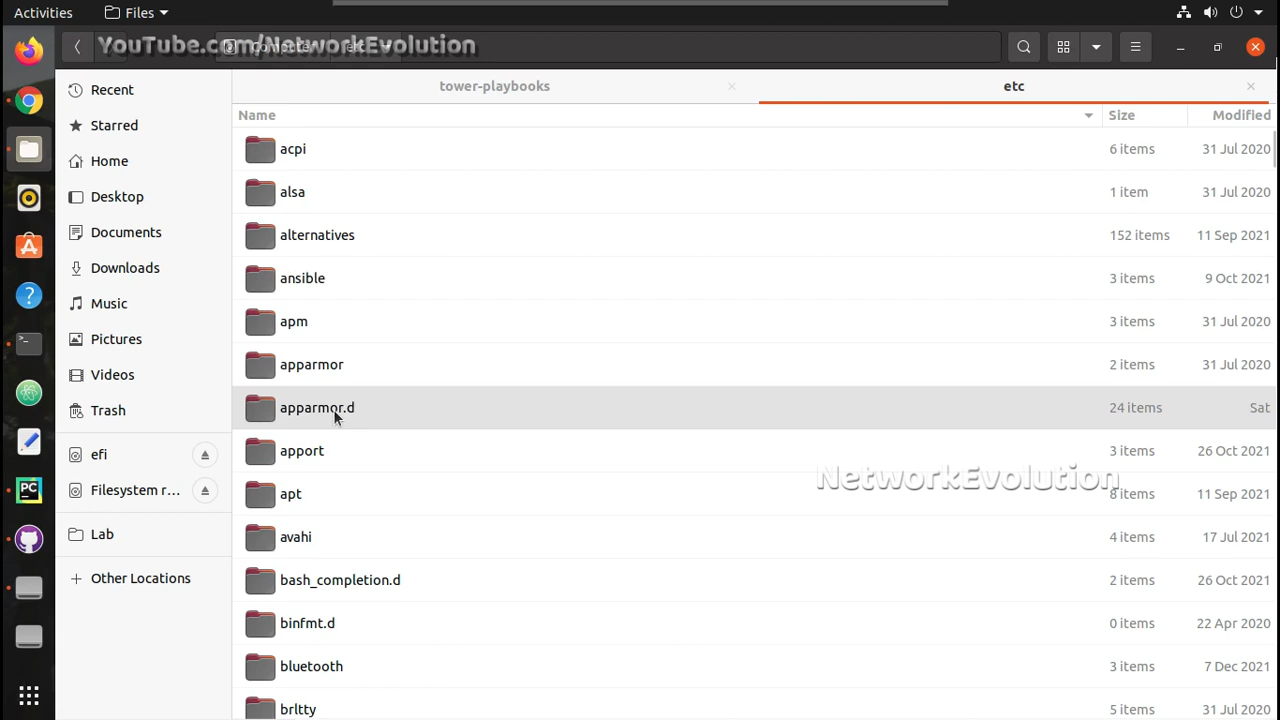 Activities Files
YouTube.com/NetworkEvolution
tower-playbooks etc
Name Size Modified
Recent
Starred
Home
Desktop
Documents
Downloads
Music
Pictures
Videos
Trash
efi
Filesystem r...
Lab
+ Other Locations
acpi 6 items 31 Jul 2020
alsa 1 item 31 Jul 2020
alternatives 152 items 11 Sep 2021
ansible 3 items 9 Oct 2021
apm 3 items 31 Jul 2020
apparmor 2 items 31 Jul 2020
apparmor.d 24 items Sat
apport 3 items 26 Oct 2021
NetworkEvolution
apt 8 items 11 Sep 2021
avahi 4 items 17 Jul 2021
bash_completion.d 2 items 26 Oct 2021
binfmt.d 0 items 22 Apr 2020
bluetooth 3 items 7 Dec 2021
brltty 5 items 31 Jul 2020
PC